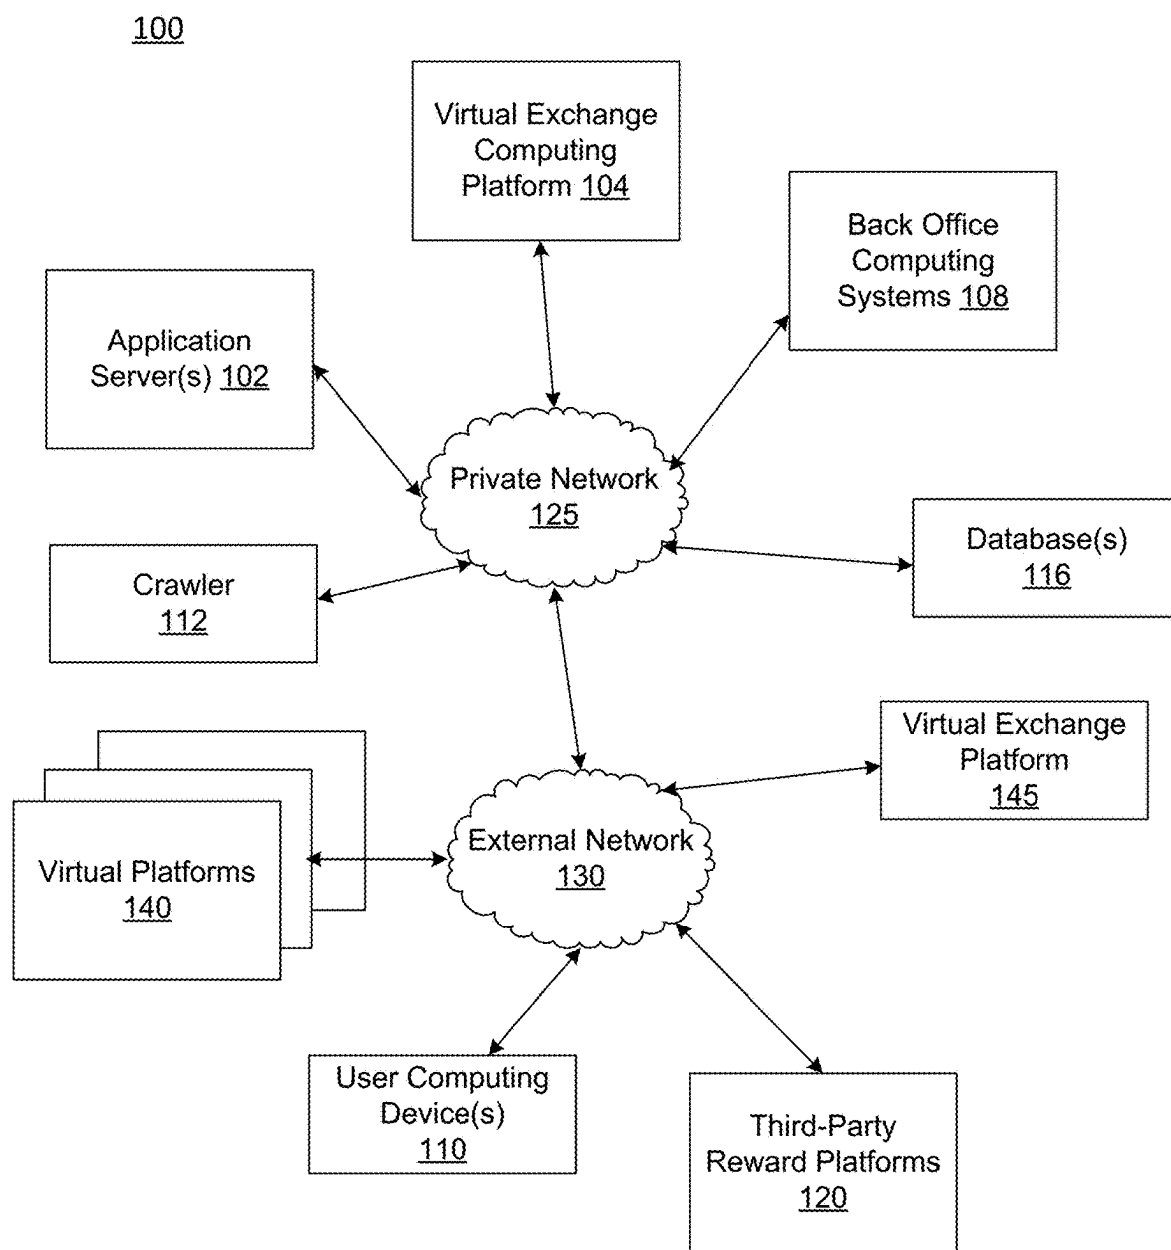 100
Virtual Exchange
Computing
Platform 104
Back Office
Computing
Systems 108
Application
Server(s) 102
Private Network
125
Database(s)
116
Crawler
112
Virtual Exchange
Platform
145
External Network
130
Virtual Platforms
140
User Computing
Device(s)
110
Third-Party
Reward Platforms
120